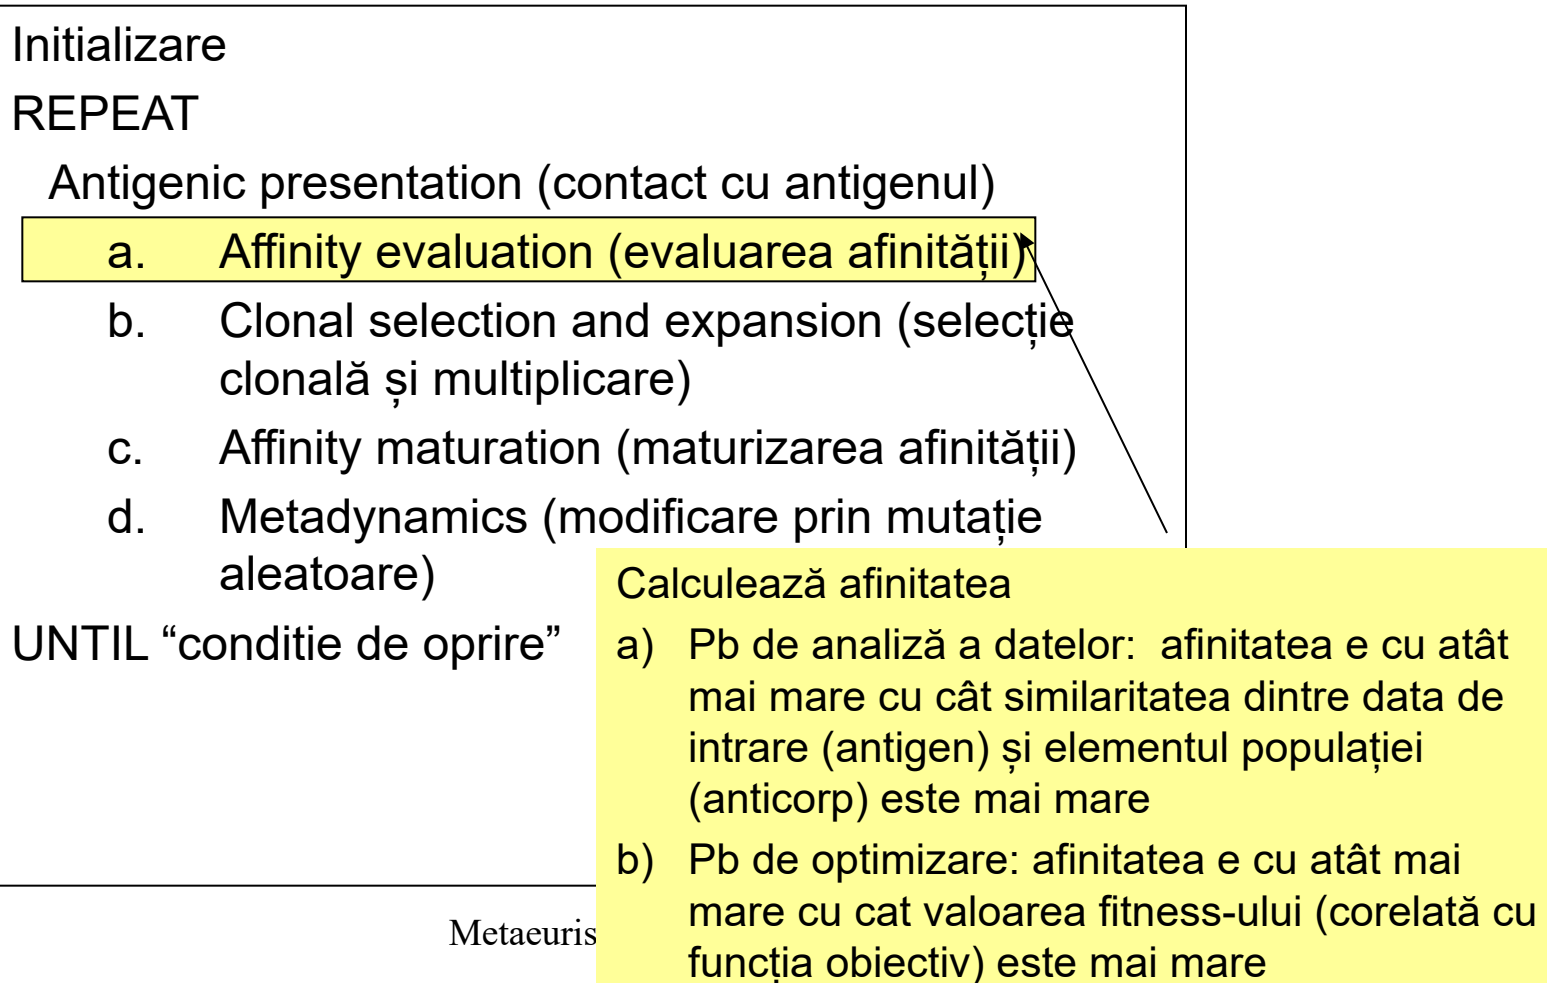 Initializare
REPEAT
Antigenic presentation (contact cu antigenul)
a. Affinity evaluation (evaluarea afinității)
b. Clonal selection and expansion (selecție
clonală și multiplicare)
c. Affinity maturation (maturizarea afinității)
d. Metadynamics (modificare prin mutație
aleatoare)
UNTIL “conditie de oprire”
Calculează afinitatea
a) Pb de analiză a datelor: afinitatea e cu atât
mai mare cu cât similaritatea dintre data de
intrare (antigen) și elementul populației
(anticorp) este mai mare
b) Pb de optimizare: afinitatea e cu atât mai
mare cu cat valoarea fitness-ului (corelată cu
funcția obiectiv) este mai mare
Metaeuris